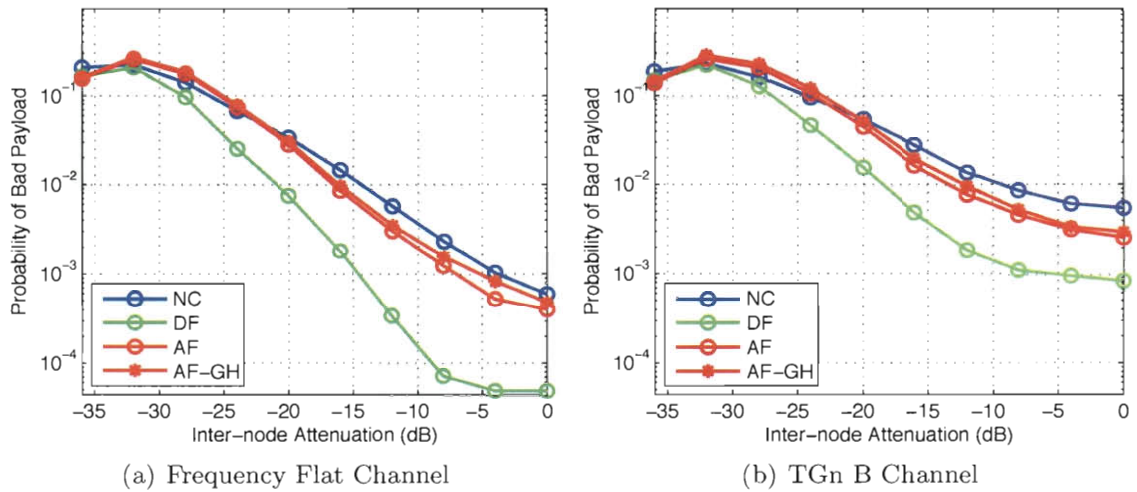 Probability of Bad Payload
10⁻¹
10⁻²
10⁻³
10⁻⁴
NC
DF
AF
AF−GH
−35 −30 −25 −20 −15 −10 −5 0
Inter−node Attenuation (dB)
(a) Frequency Flat Channel
Probability of Bad Payload
10⁻¹
10⁻²
10⁻³
10⁻⁴
NC
DF
AF
AF−GH
−35 −30 −25 −20 −15 −10 −5 0
Inter−node Attenuation (dB)
(b) TGn B Channel